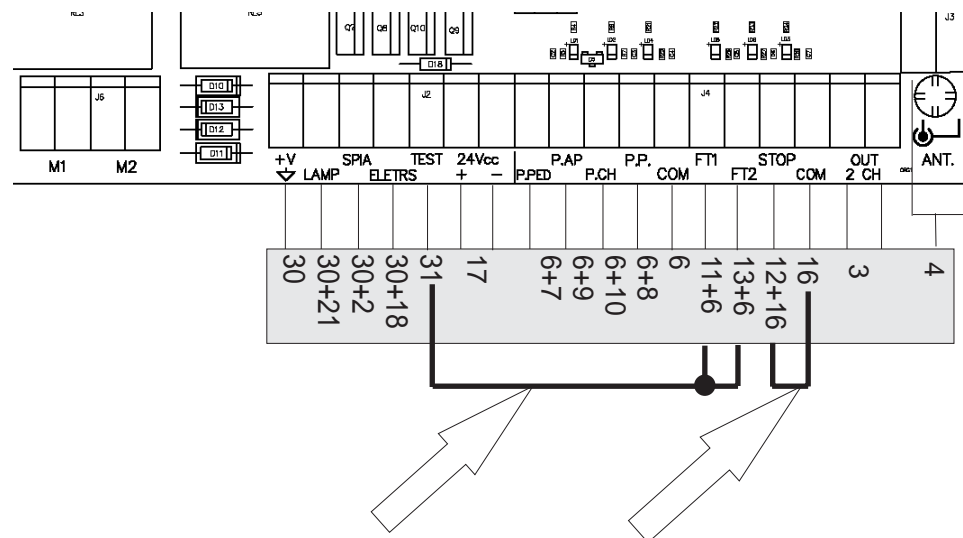 J3
Q7 Q8 Q10 Q9
D18
J5 D10 J2 J4
D13
D12
D11
M1 M2 +V SPIA TEST 24Vcc P.AP P.P. FT1 STOP OUT ANT.
LAMP ELETRS + − P.PED P.CH COM FT2 COM 2 CH
30 30+21 30+2 30+18 31 17 6+7 6+9 6+10 6+8 6 11+6 13+6 12+16 16 3 4